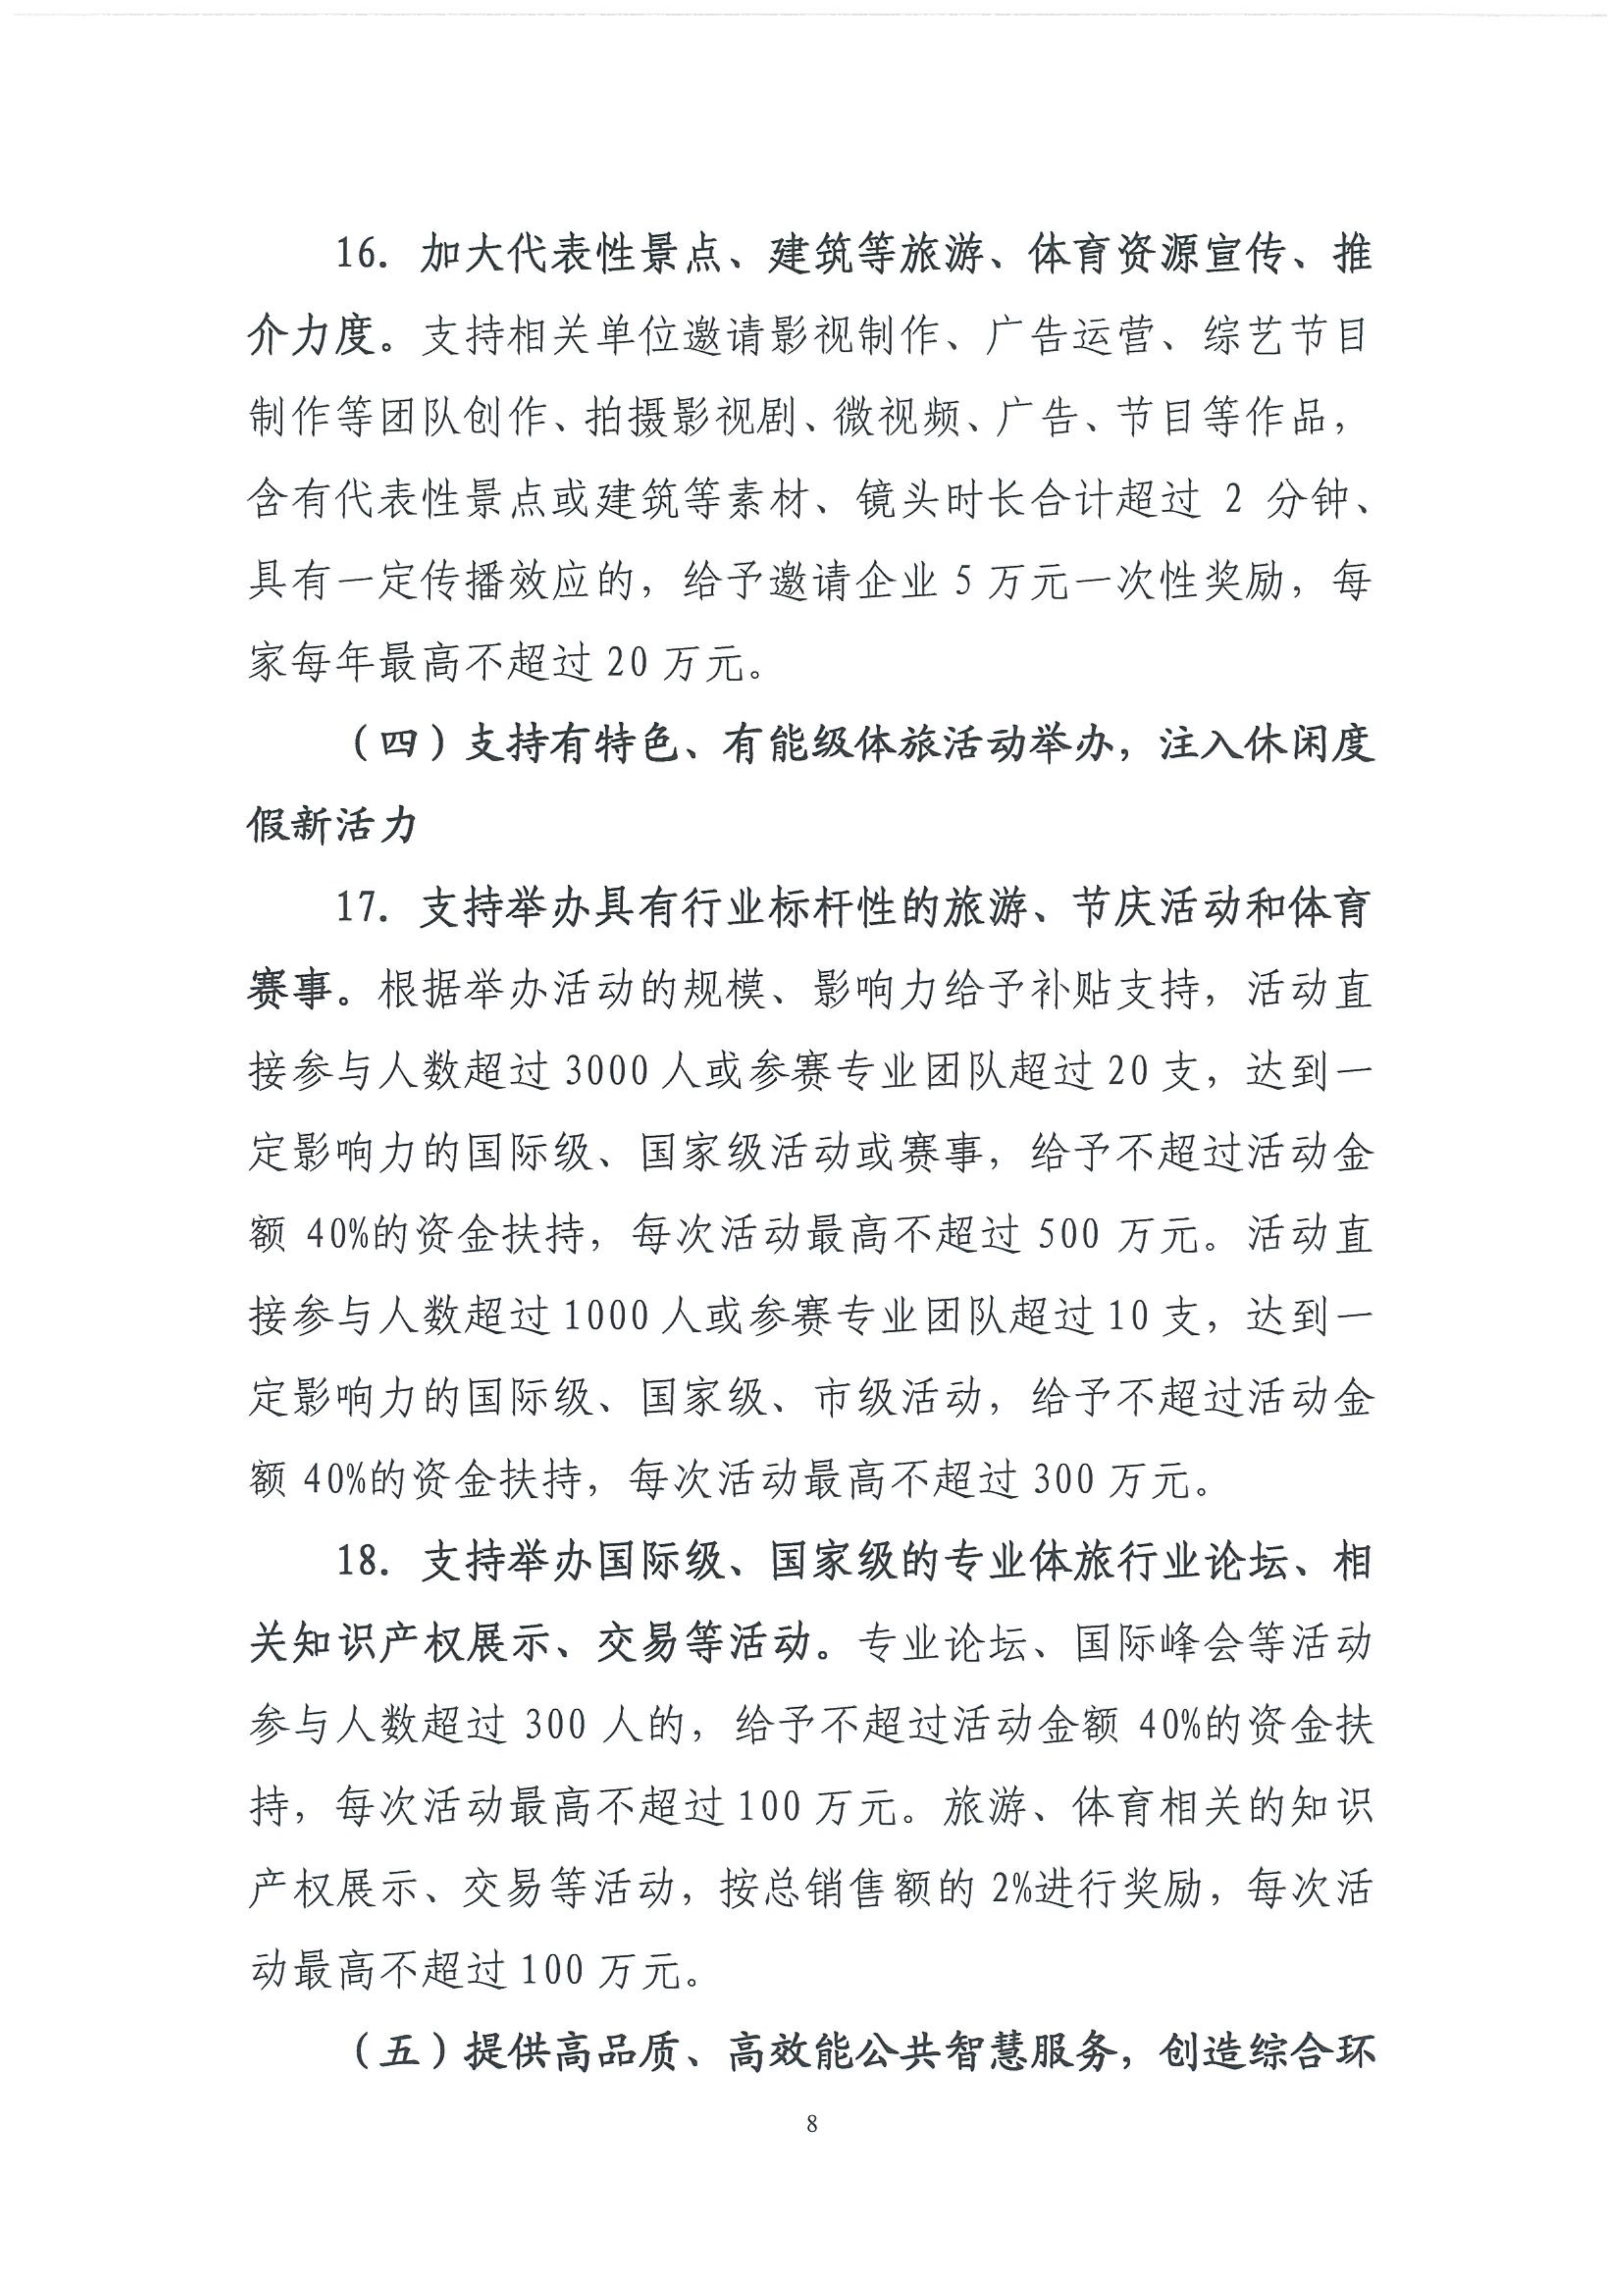 16. 加大代表性景点、建筑等旅游、体育资源宣传、推
介力度。支持相关单位邀请影视制作、广告运营、综艺节目
制作等团队创作、拍摄影视剧、微视频、广告、节目等作品，
含有代表性景点或建筑等素材、镜头时长合计超过 2 分钟、
具有一定传播效应的，给予邀请企业 5 万元一次性奖励，每
家每年最高不超过 20 万元。
（四）支持有特色、有能级体旅活动举办，注入休闲度
假新活力
17. 支持举办具有行业标杆性的旅游、节庆活动和体育
赛事。根据举办活动的规模、影响力给予补贴支持，活动直
接参与人数超过 3000 人或参赛专业团队超过 20 支，达到一
定影响力的国际级、国家级活动或赛事，给予不超过活动金
额 40%的资金扶持，每次活动最高不超过 500 万元。活动直
接参与人数超过 1000 人或参赛专业团队超过 10 支，达到一
定影响力的国际级、国家级、市级活动，给予不超过活动金
额 40%的资金扶持，每次活动最高不超过 300 万元。
18. 支持举办国际级、国家级的专业体旅行业论坛、相
关知识产权展示、交易等活动。专业论坛、国际峰会等活动
参与人数超过 300 人的，给予不超过活动金额 40%的资金扶
持，每次活动最高不超过 100 万元。旅游、体育相关的知识
产权展示、交易等活动，按总销售额的 2%进行奖励，每次活
动最高不超过 100 万元。
（五）提供高品质、高效能公共智慧服务，创造综合环
8